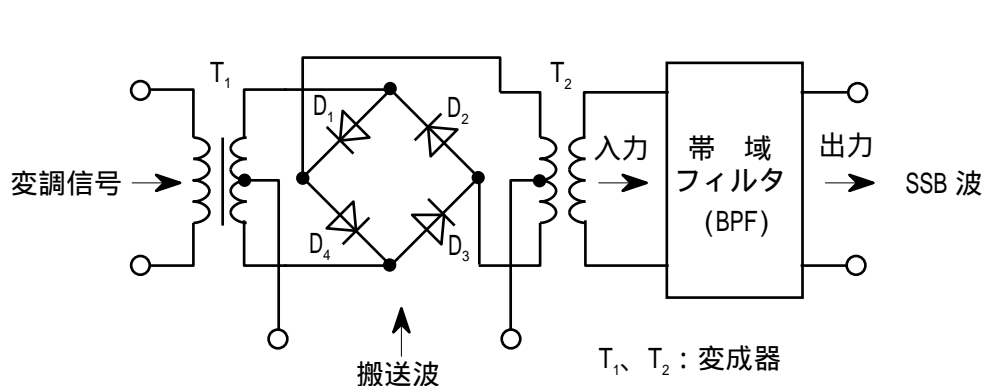 T₁
T₂
D₁
D₂
D₃
D₄
変調信号
搬送波
入力
帯 域
フィルタ
(BPF)
出力
SSB 波
T₁、T₂：変成器